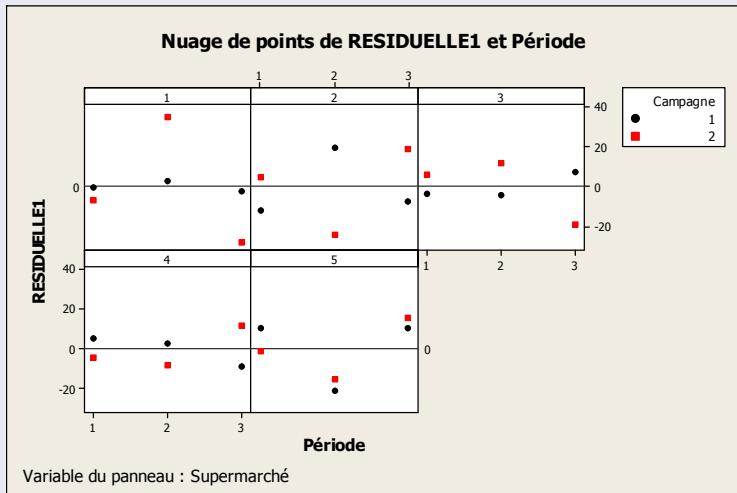 Nuage de points de RESIDUELLE1 et Période
1 2 3
1 2 3
40
20
0
-20
0
Campagne
1
2
RESIDUELLE1
4 5
40
20
0
-20
0
1 2 3
1 2 3
Période
Variable du panneau : Supermarché